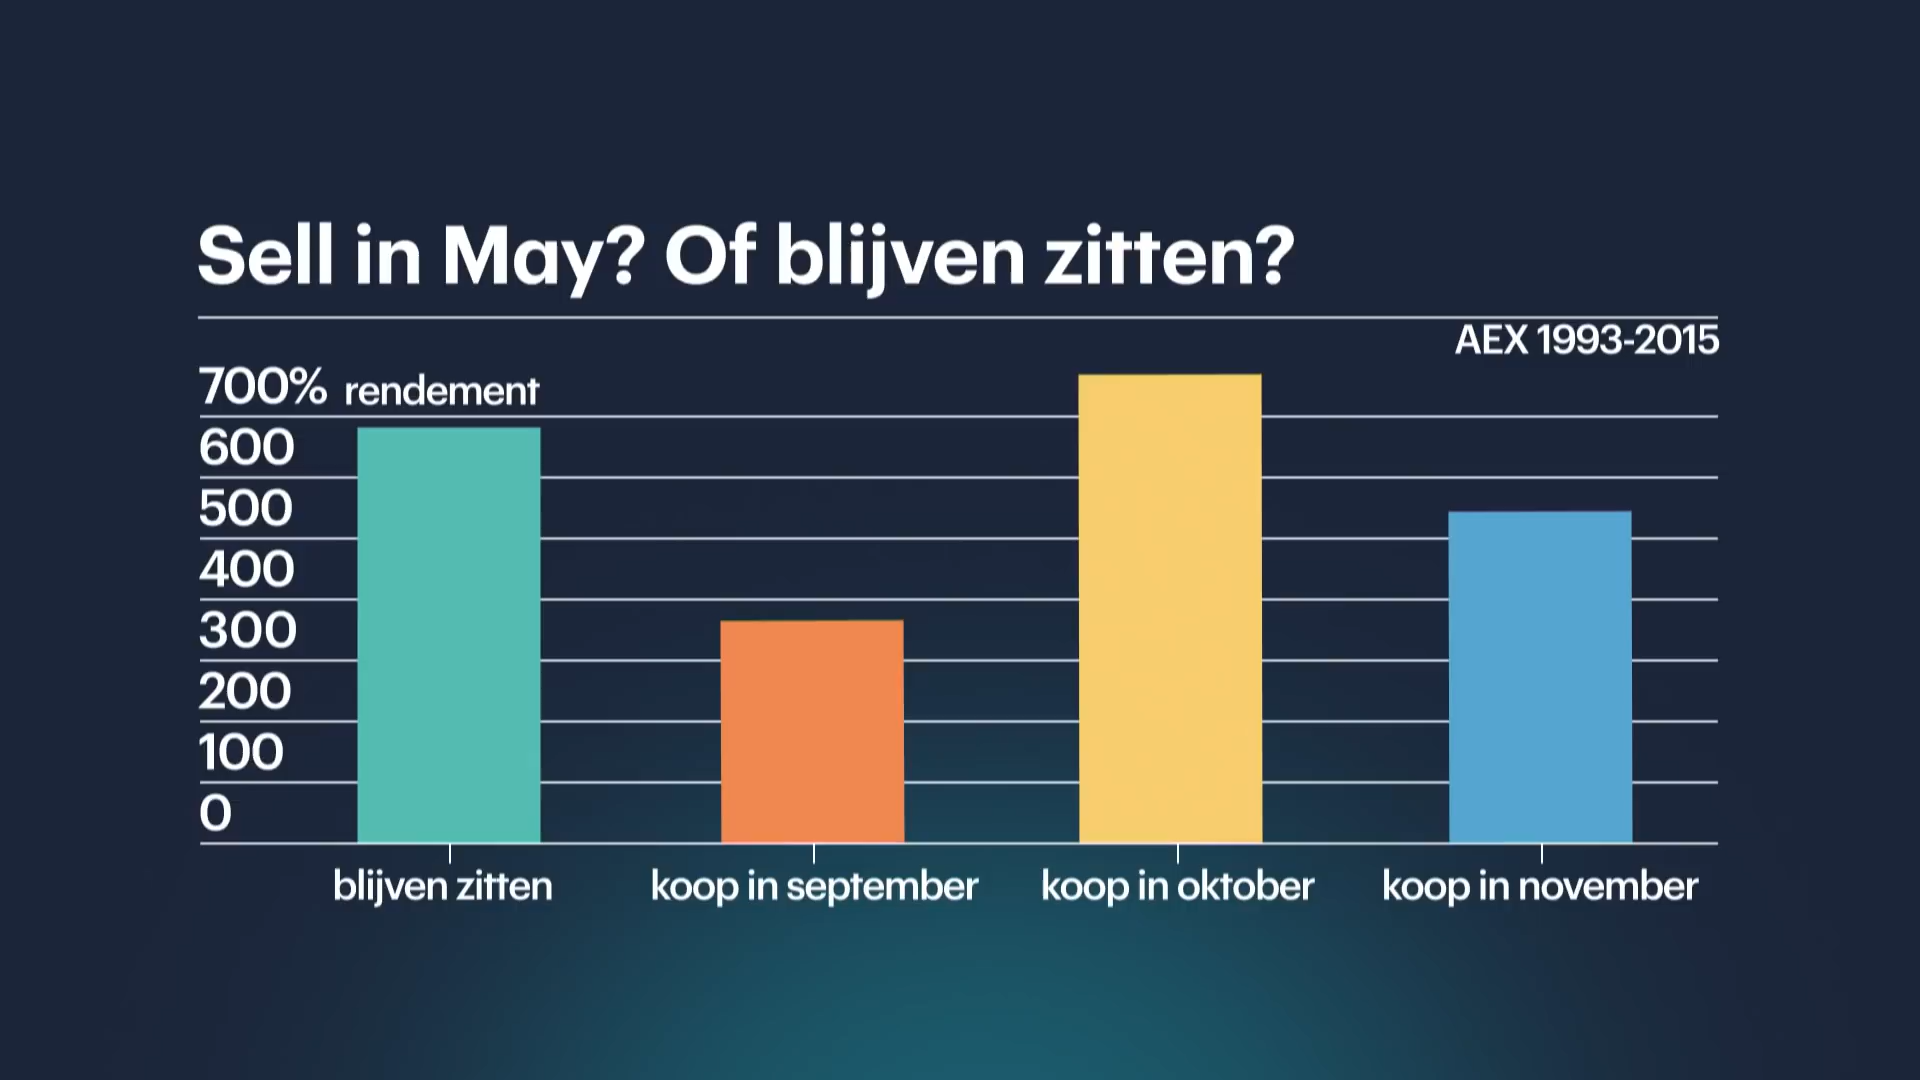 Sell in May? Of blijven zitten?
AEX 1993-2015
700% rendement
600
500
400
300
200
100
0
blijven zitten
koop in september
koop in oktober
koop in november